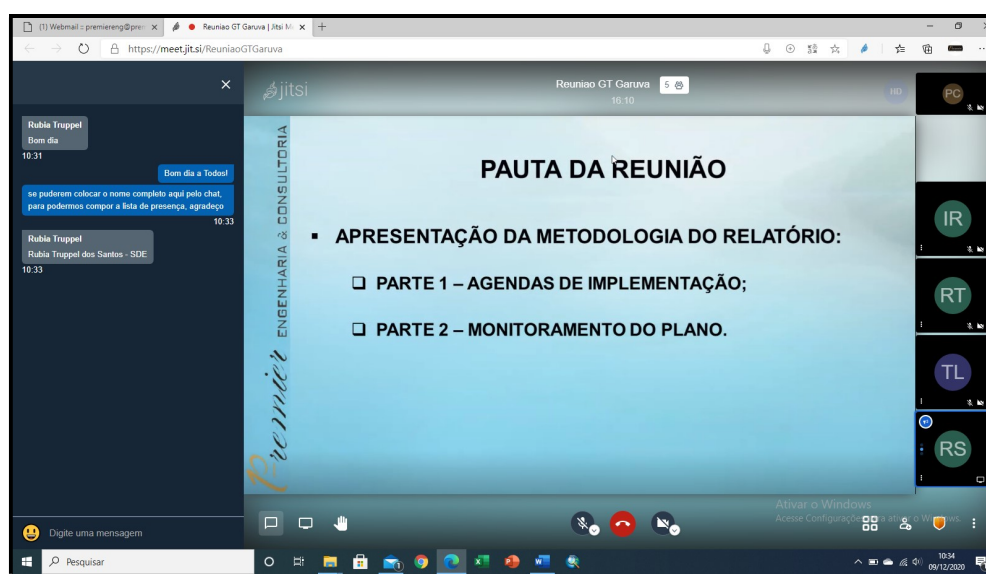 (1) Webmail :: premiereng@prem
Reuniao GT Garuva | Jitsi M
https://meet.jit.si/ReuniaoGTGaruva
Rubia Truppel
Bom dia
10:31
Bom dia a Todos!
se puderem colocar o nome completo aqui pelo chat,
para podermos compor a lista de presença, agradeço
10:33
Rubia Truppel
Rubia Truppel dos Santos - SDE
10:33
Digite uma mensagem
jitsi
Reuniao GT Garuva 5
16:10
HD
Premier ENGENHARIA & CONSULTORIA
PAUTA DA REUNIÃO
▪ APRESENTAÇÃO DA METODOLOGIA DO RELATÓRIO:
❑ PARTE 1 – AGENDAS DE IMPLEMENTAÇÃO;
❑ PARTE 2 – MONITORAMENTO DO PLANO.
PC
IR
RT
TL
RS
Ativar o Windows
Acesse Configurações para ativar o Windows.
Pesquisar
10:34
09/12/2020